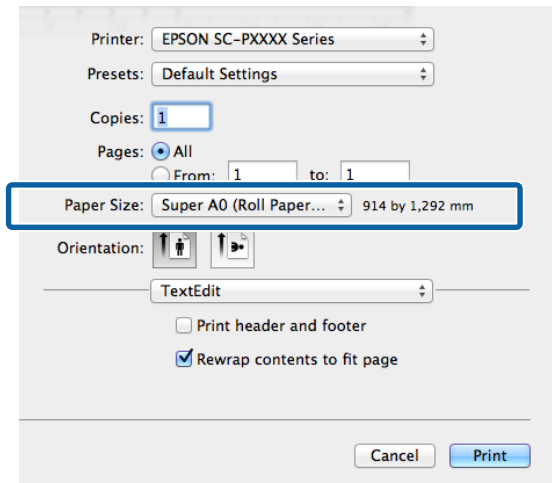 Printer: EPSON SC-PXXXX Series
Presets: Default Settings
Copies: 1
Pages: All
From: 1 to: 1
Paper Size: Super A0 (Roll Paper... 914 by 1,292 mm
Orientation:
TextEdit
Print header and footer
Rewrap contents to fit page
Cancel Print